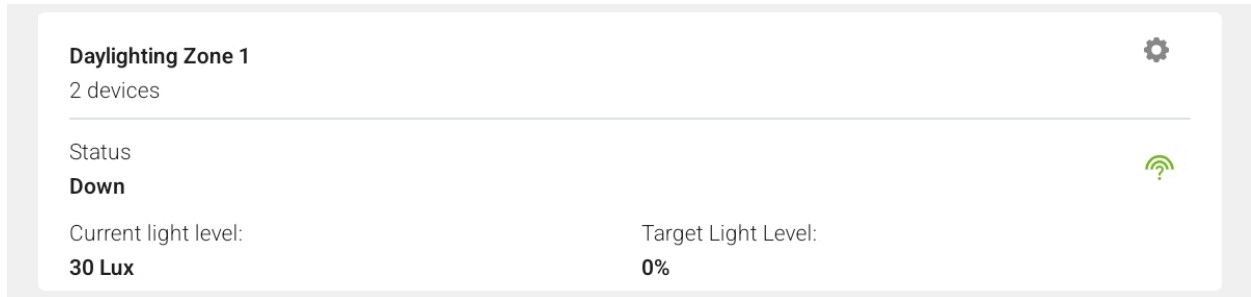 Daylighting Zone 1
2 devices
Status
Down
Current light level:
Target Light Level:
30 Lux
0%